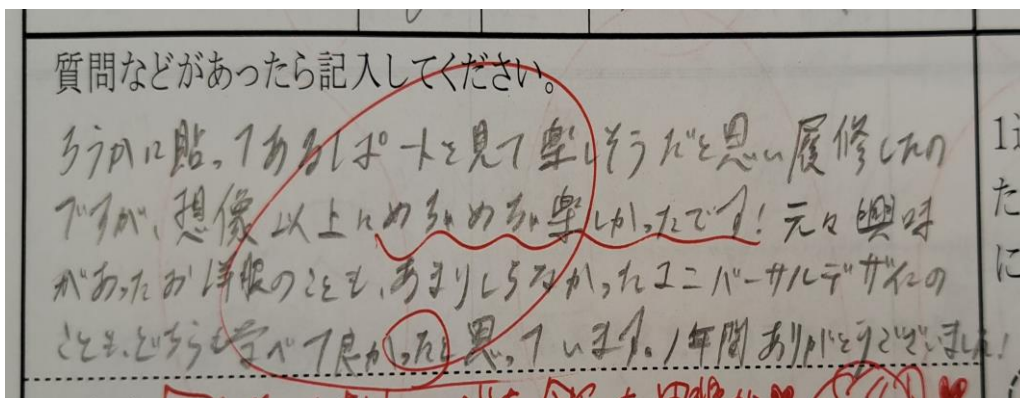 質問などがあったら記入してください。
ろうかに貼ってあるレポートを見て楽しそうだと思い履修したの
ですが、想像以上にめちゃめちゃ楽しかったです！元々興味
があったお洋服のことも、あまりしらなかったユニバーサルデザインの
ことも、どちらも学べて良かったと思っています。1年間ありがとうございました！